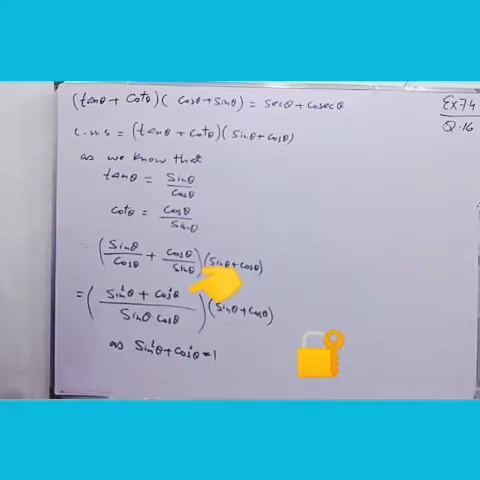 (tanθ + Cotθ)( Cosθ + Sinθ) = Secθ + Cosecθ
Ex 7.4
Q.16
L.H.S = (tanθ + Cotθ)( Sinθ + Cosθ)
as we know that
tanθ = Sinθ/Cosθ
Cotθ = Cosθ/Sinθ
(Sinθ/Cosθ + Cosθ/Sinθ)(Sinθ + Cosθ)
= (Sin²θ + Cos²θ / Sinθ Cosθ)(Sinθ + Cosθ)
as Sin²θ + Cos²θ = 1